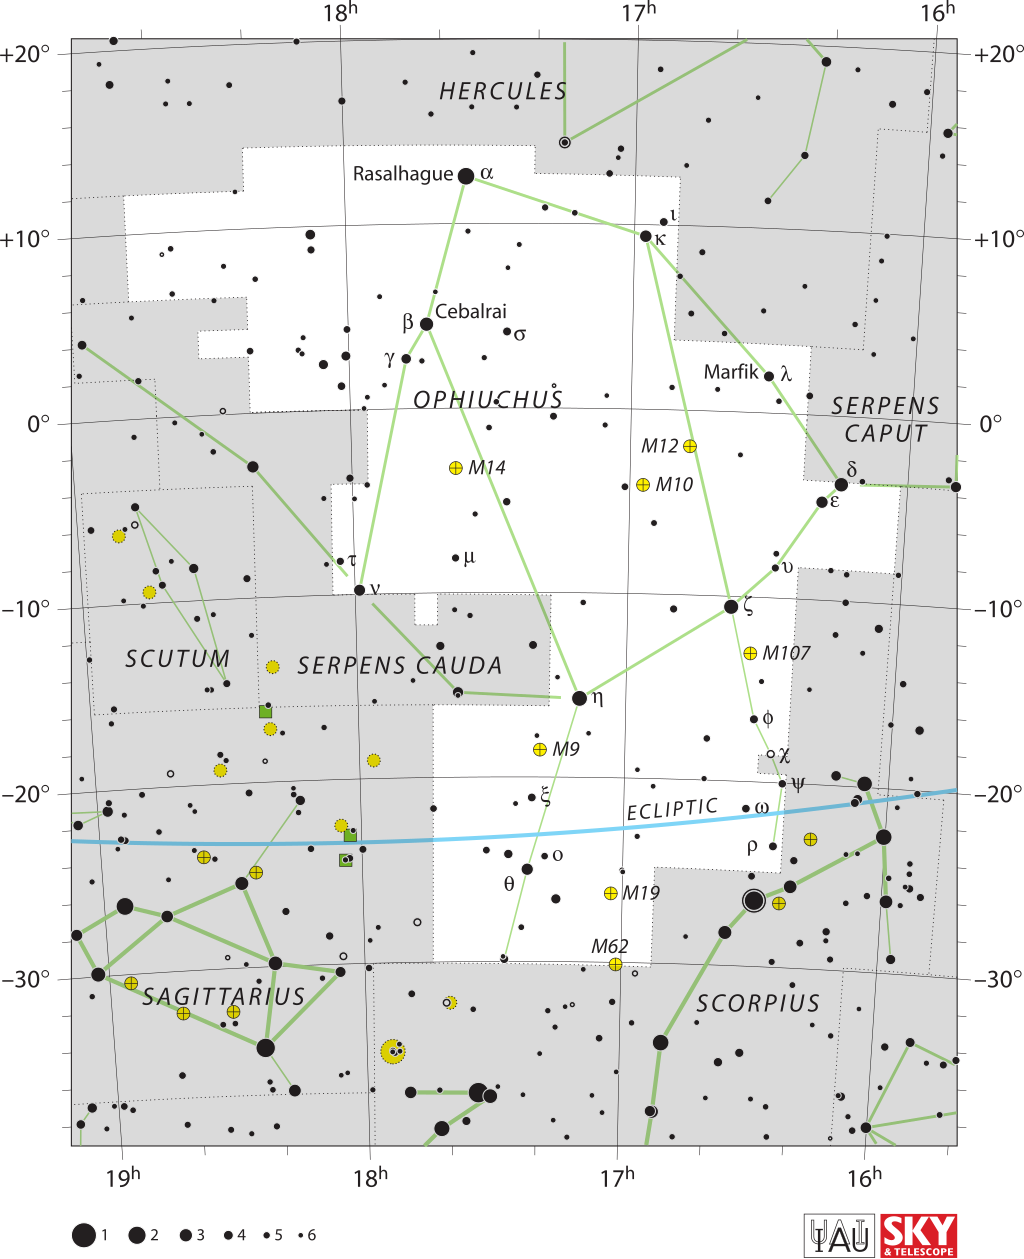 18h 17h 16h
+20° +20°
HERCULES
Rasalhague α
ι
+10° κ +10°
Cebalrai
β
σ
γ
Marfik λ
OPHIUCHUS
SERPENS
CAPUT
0° 0°
M12
M14
δ
M10
ε
τ μ
υ
ν
−10° ζ −10°
SCUTUM
SERPENS CAUDA
M107
η
φ
M9
χ
ψ
−20° −20°
ξ
ECLIPTIC
ω
ρ
ο
θ
M19
M62
−30° −30°
SAGITTARIUS
SCORPIUS
19h 18h 17h 16h
1 2 3 4 5 6
IAU
SKY
& TELESCOPE